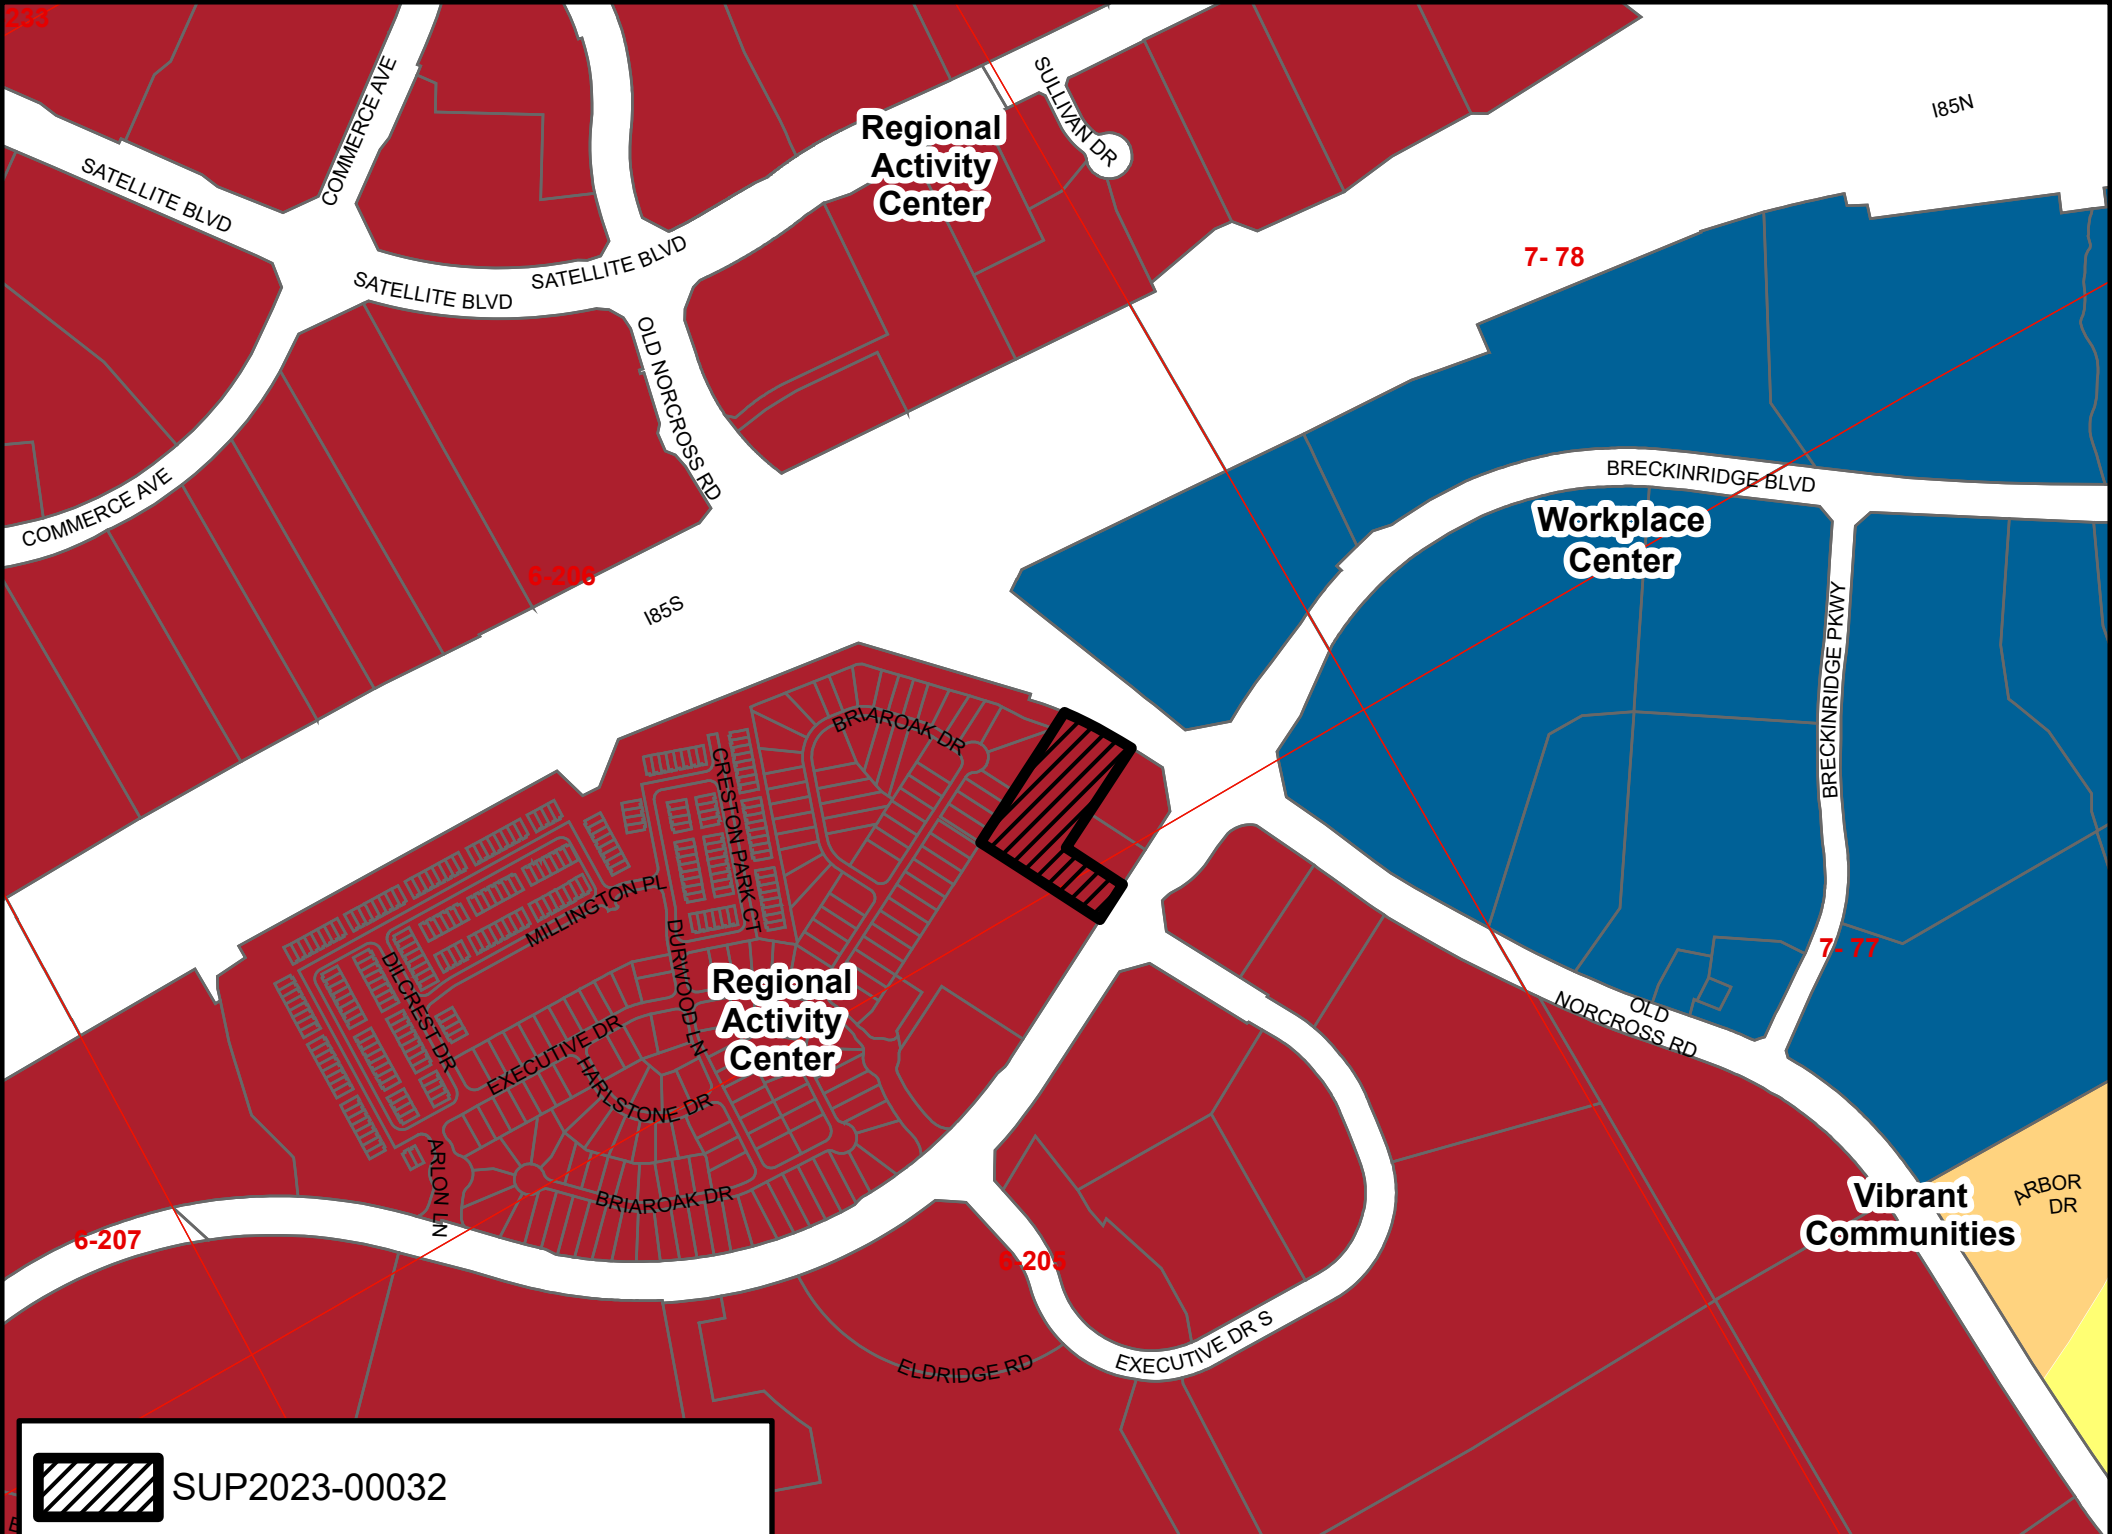 233
COMMERCE AVE
SULLIVAN DR
I85N
Regional
Activity
Center
SATELLITE BLVD
SATELLITE BLVD
SATELLITE BLVD
7- 78
OLD NORCROSS RD
BRECKINRIDGE BLVD
COMMERCE AVE
Workplace
Center
6-206
I85S
BRECKINRIDGE PKWY
BRIAROAK DR
CRESTON PARK CT
MILLINGTON PL
DURWOOD LN
DILCREST DR
7- 77
Regional
Activity
Center
OLD
NORCROSS RD
EXECUTIVE DR
HARLSTONE DR
ARLON LN
BRIAROAK DR
ARBOR
DR
Vibrant
Communities
6-207
6-205
EXECUTIVE DR S
ELDRIDGE RD
SUP2023-00032